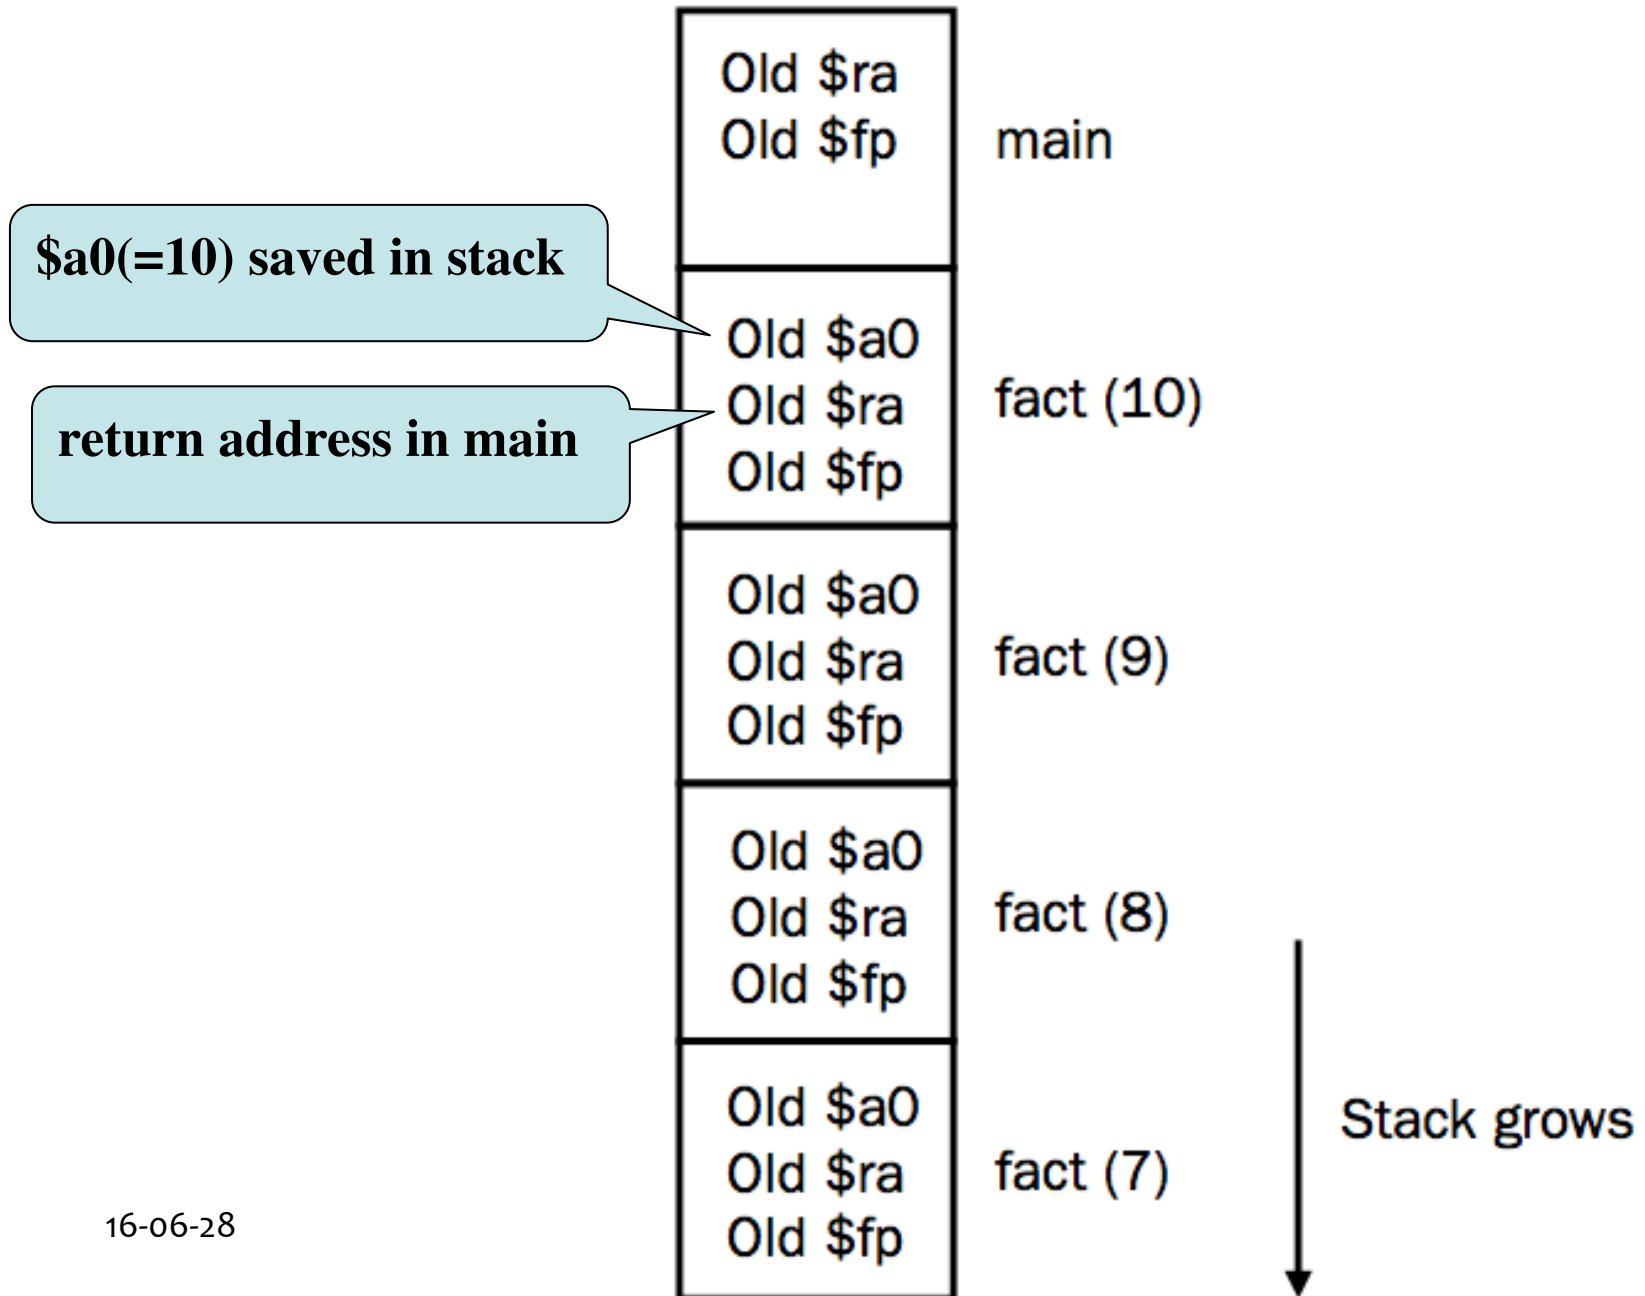 Old $ra
Old $fp
main
$a0(=10) saved in stack
Old $a0
Old $ra
Old $fp
fact (10)
return address in main
Old $a0
Old $ra
Old $fp
fact (9)
Old $a0
Old $ra
Old $fp
fact (8)
Old $a0
Old $ra
Old $fp
fact (7)
Stack grows
16-06-28